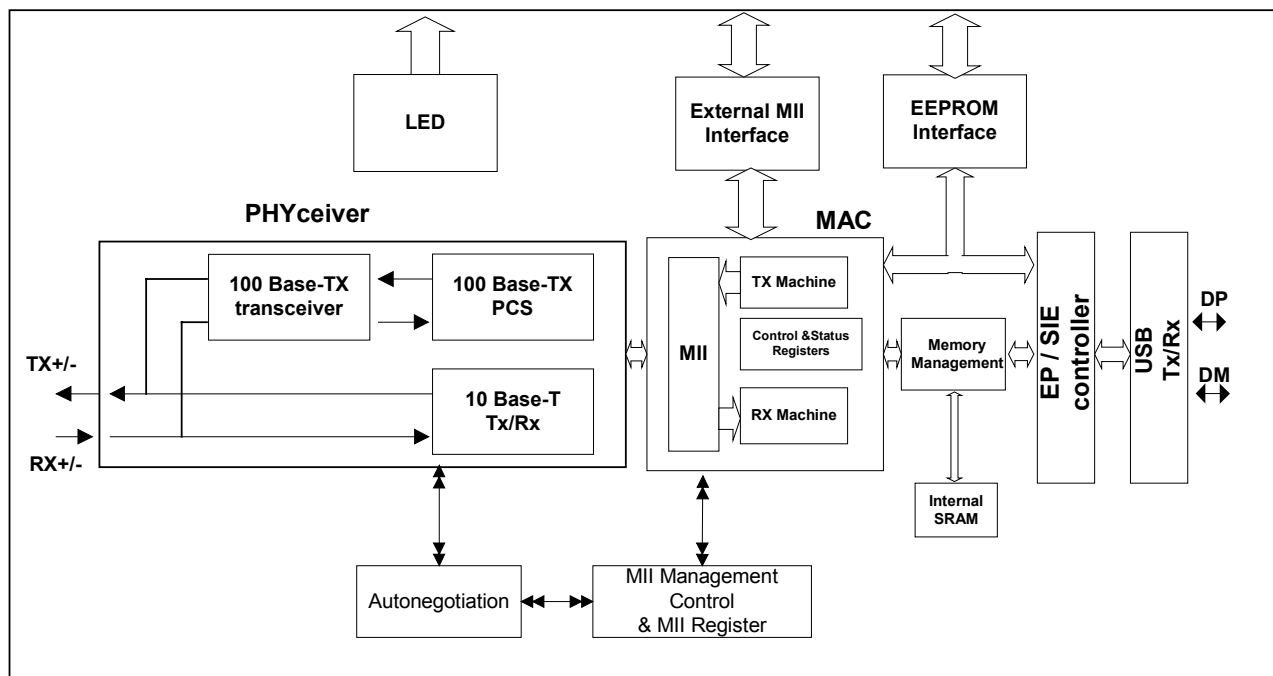 LED
External MII
Interface
EEPROM
Interface
PHYceiver
MAC
100 Base-TX
transceiver
100 Base-TX
PCS
TX Machine
MII
Control &Status
Registers
Memory
Management
EP / SIE
controller
USB
Tx/Rx
DP
DM
TX+/-
10 Base-T
Tx/Rx
RX Machine
RX+/-
Internal
SRAM
Autonegotiation
MII Management
Control
& MII Register